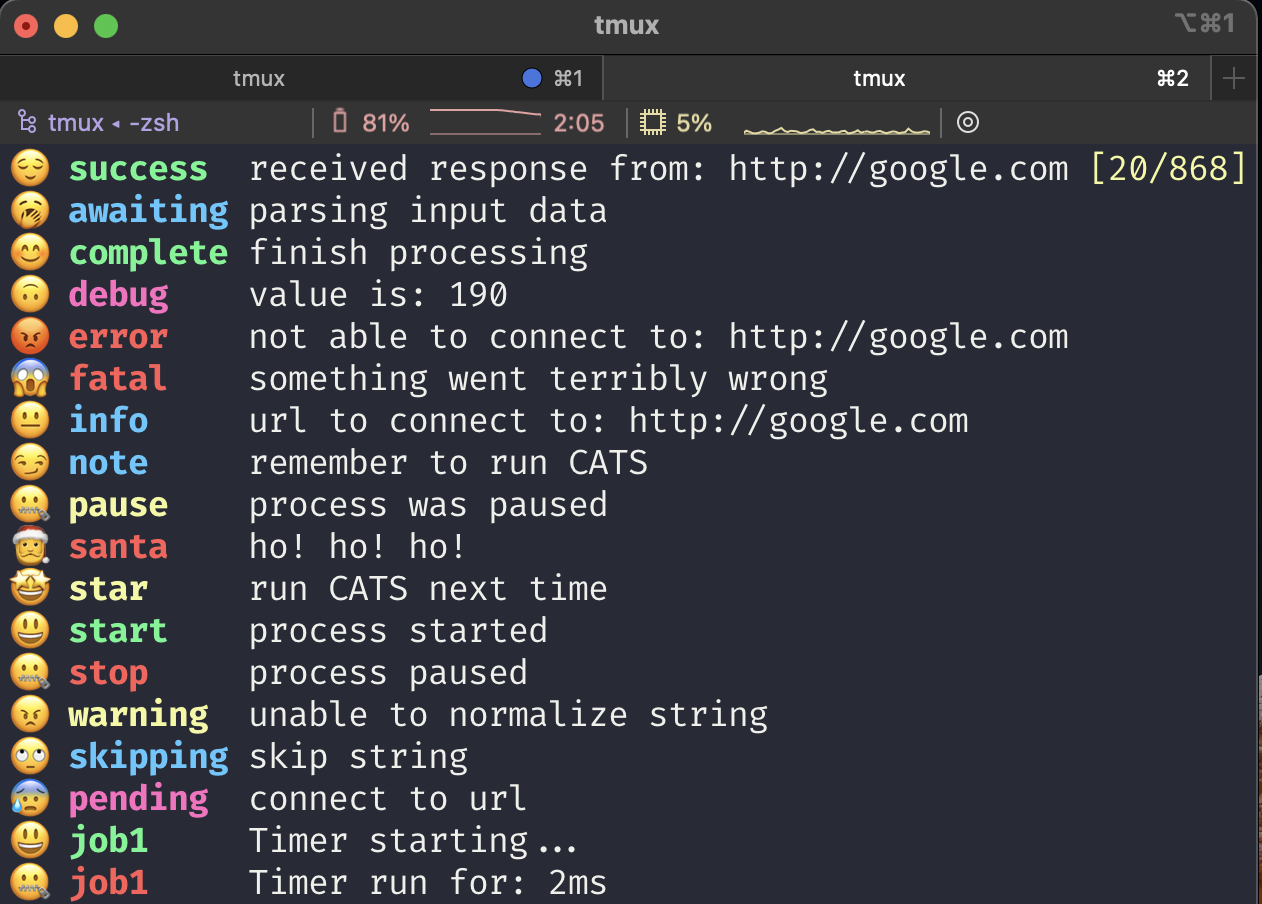 tmux ⌥⌘1
tmux ⌘1 tmux ⌘2 +
tmux ◂ -zsh 81% 2:05 5%
😌 success received response from: http://google.com [20/868]
🥱 awaiting parsing input data
😊 complete finish processing
🙃 debug value is: 190
😡 error not able to connect to: http://google.com
😱 fatal something went terribly wrong
😐 info url to connect to: http://google.com
😏 note remember to run CATS
🤐 pause process was paused
🎅 santa ho! ho! ho!
🤩 star run CATS next time
😃 start process started
🤐 stop process paused
😠 warning unable to normalize string
🙄 skipping skip string
😰 pending connect to url
😃 job1 Timer starting...
🤐 job1 Timer run for: 2ms